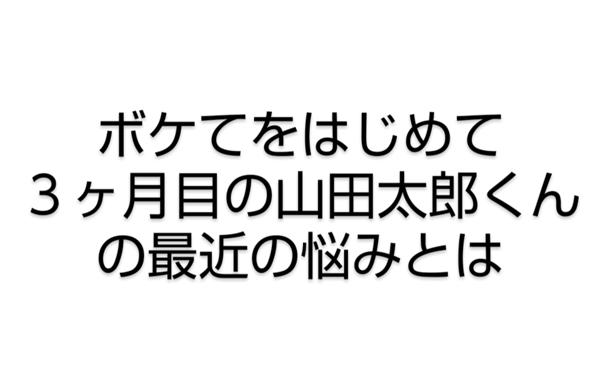 ボケてをはじめて
３ヶ月目の山田太郎くん
の最近の悩みとは